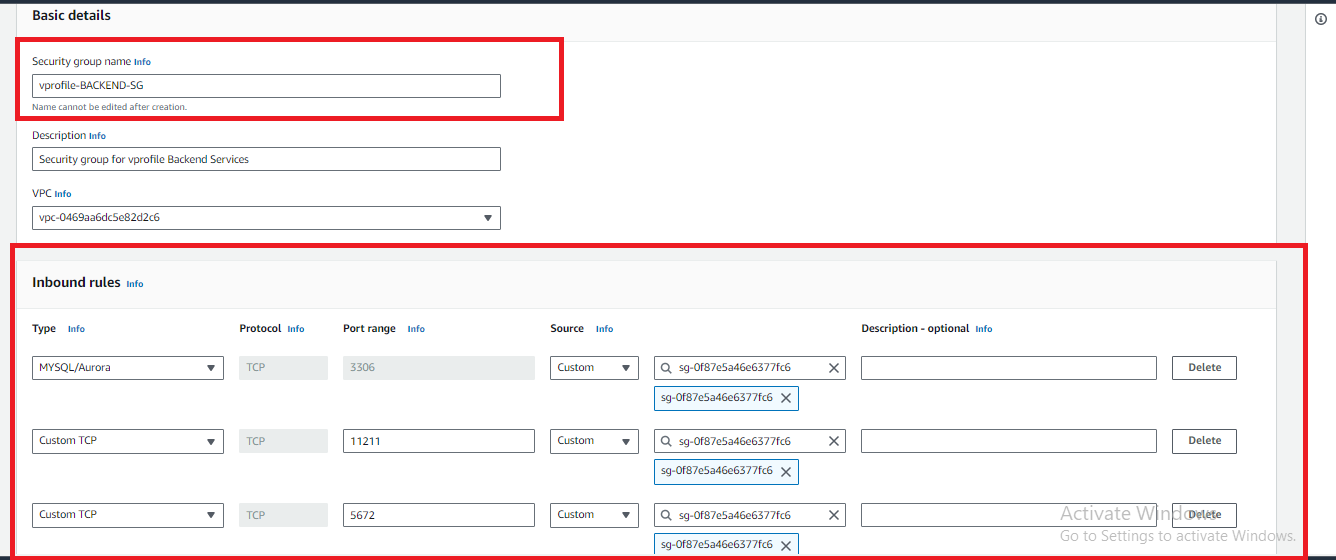 Basic details
Security group name Info
vprofile-BACKEND-SG
Name cannot be edited after creation.
Description Info
Security group for vprofile Backend Services
VPC Info
vpc-0469aa6dc5e82d2c6
Inbound rules Info
Type Info Protocol Info Port range Info Source Info Description - optional Info
MYSQL/Aurora TCP 3306 Custom sg-0f87e5a46e6377fc6 Delete
sg-0f87e5a46e6377fc6
Custom TCP TCP 11211 Custom sg-0f87e5a46e6377fc6 Delete
sg-0f87e5a46e6377fc6
Custom TCP TCP 5672 Custom sg-0f87e5a46e6377fc6 Delete
sg-0f87e5a46e6377fc6
Activate Windows
Go to Settings to activate Windows.